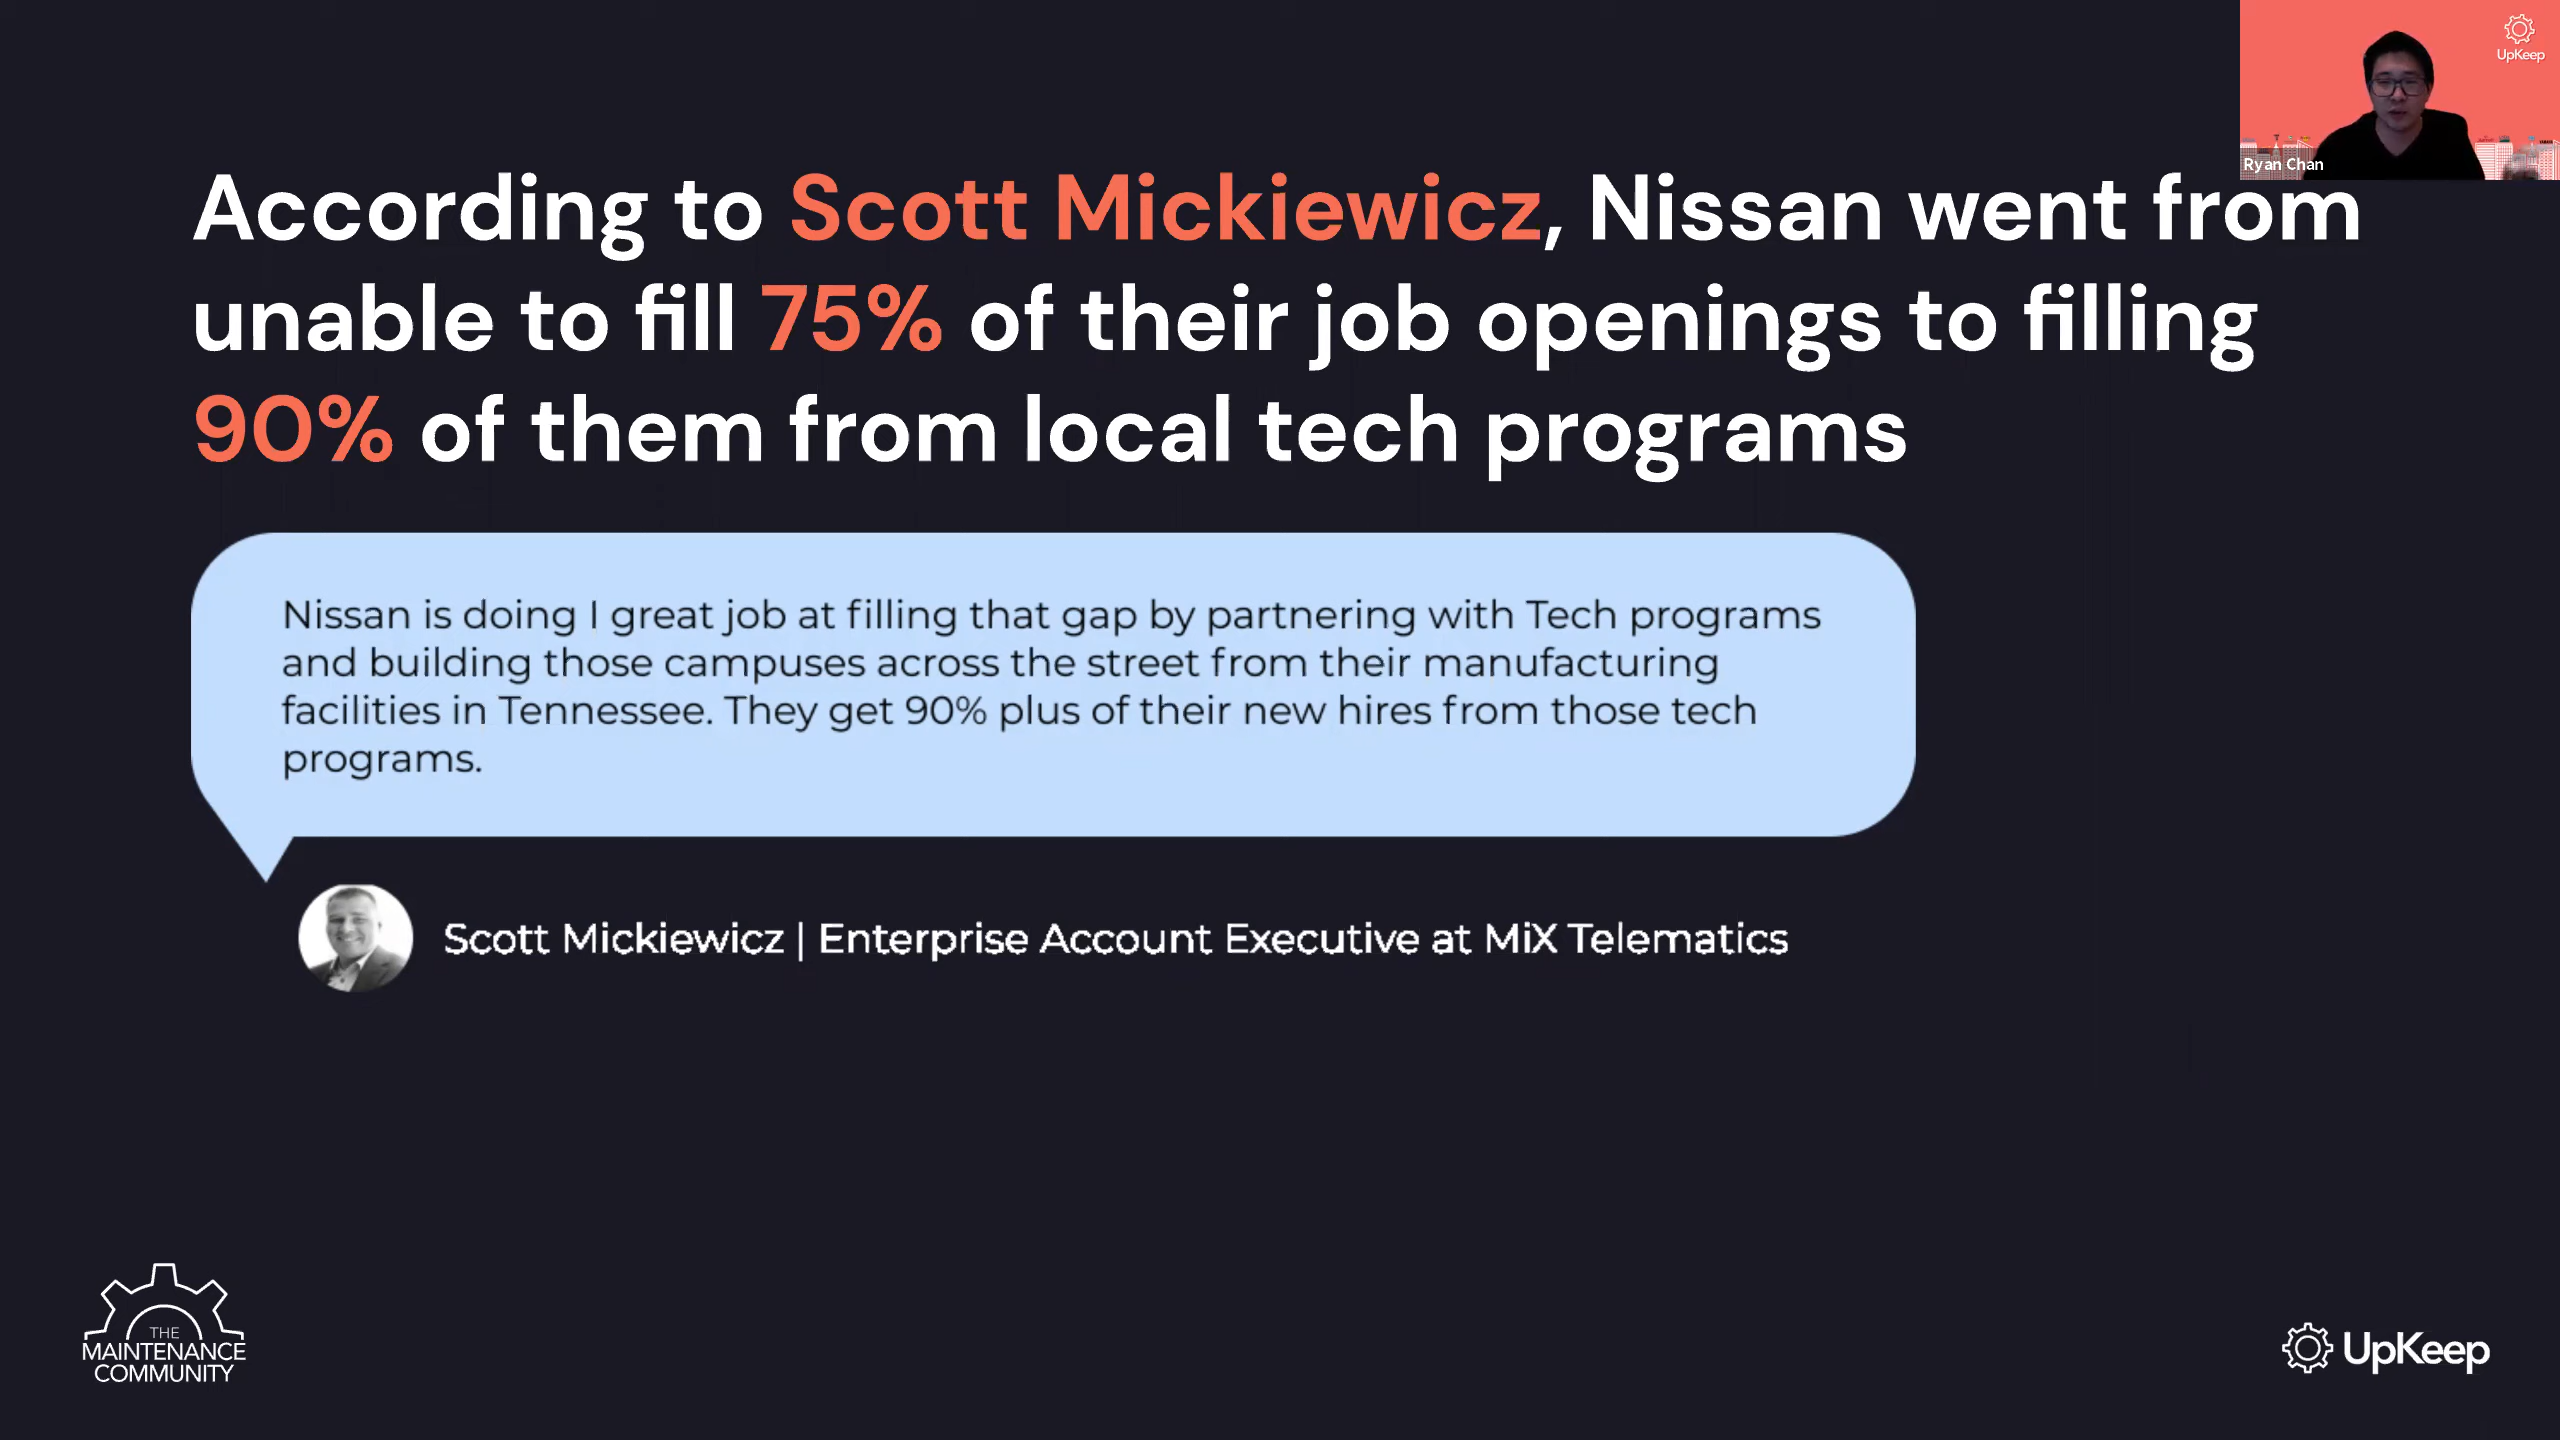 UpKeep
Ryan Chan
According to Scott Mickiewicz, Nissan went from
unable to fill 75% of their job openings to filling
90% of them from local tech programs
Nissan is doing I great job at filling that gap by partnering with Tech programs
and building those campuses across the street from their manufacturing
facilities in Tennessee. They get 90% plus of their new hires from those tech
programs.
Scott Mickiewicz | Enterprise Account Executive at MiX Telematics
THE
MAINTENANCE
COMMUNITY
UpKeep